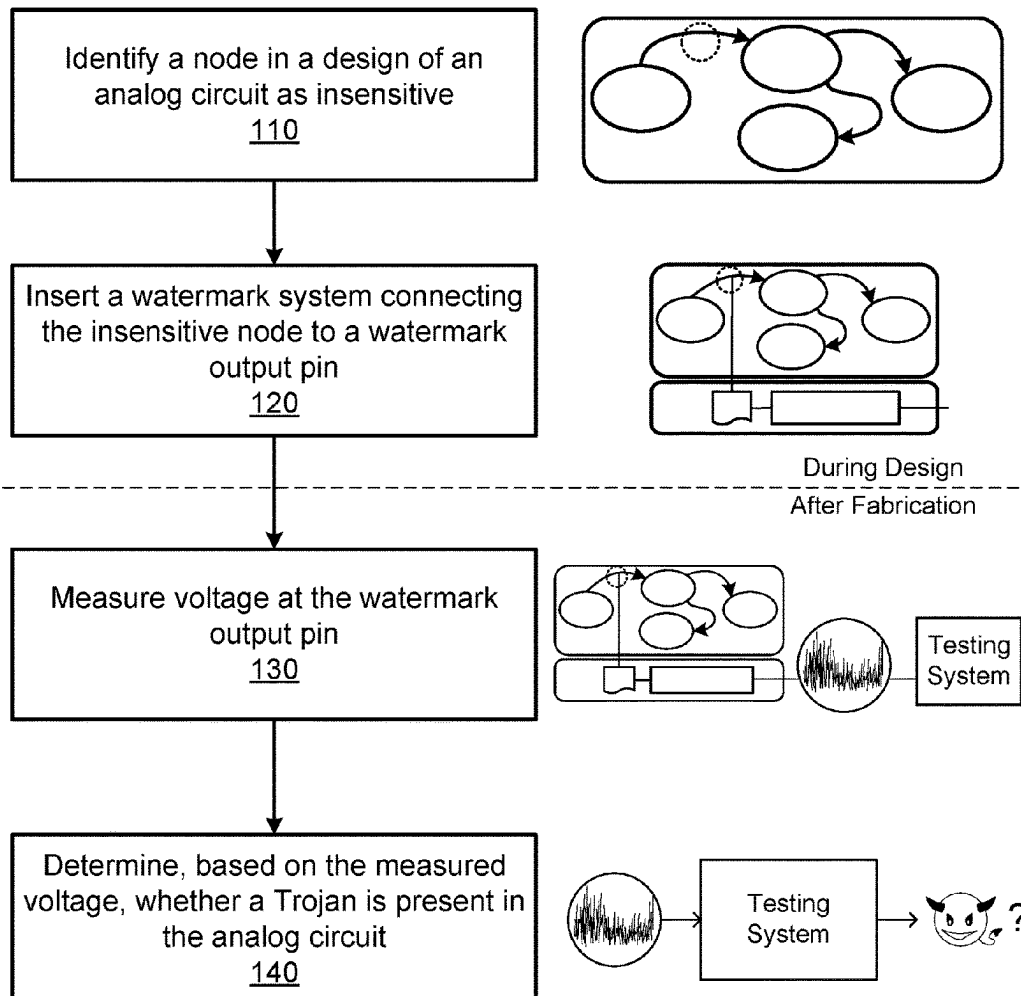 Identify a node in a design of an
analog circuit as insensitive
110
Insert a watermark system connecting
the insensitive node to a watermark
output pin
120
During Design
After Fabrication
Measure voltage at the watermark
output pin
130
Testing
System
Determine, based on the measured
voltage, whether a Trojan is present in
the analog circuit
140
Testing
System
?